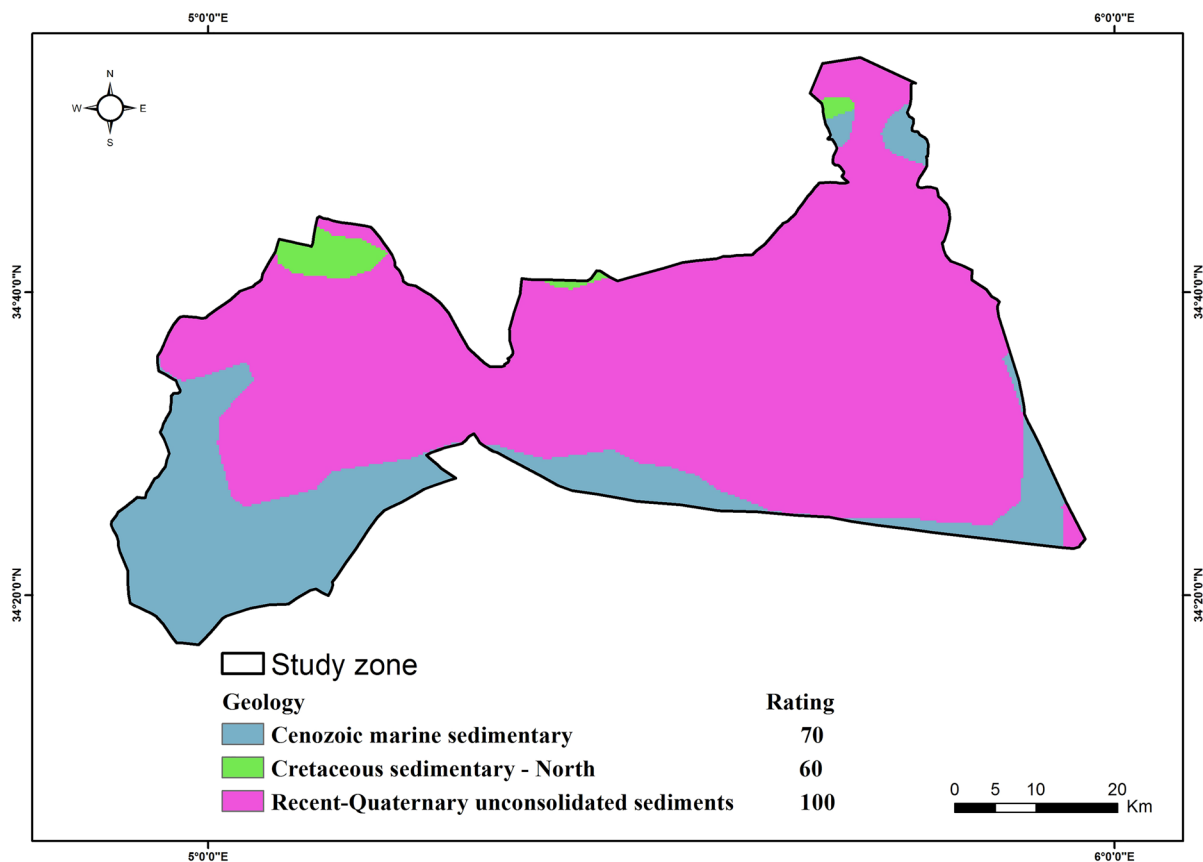 5°0'0"E 6°0'0"E
N
W E
S
34°40'0"N 34°40'0"N
34°20'0"N 34°20'0"N
Study zone
Geology Rating
Cenozoic marine sedimentary 70
Cretaceous sedimentary - North 60
Recent-Quaternary unconsolidated sediments 100
0 5 10 20
Km
5°0'0"E 6°0'0"E